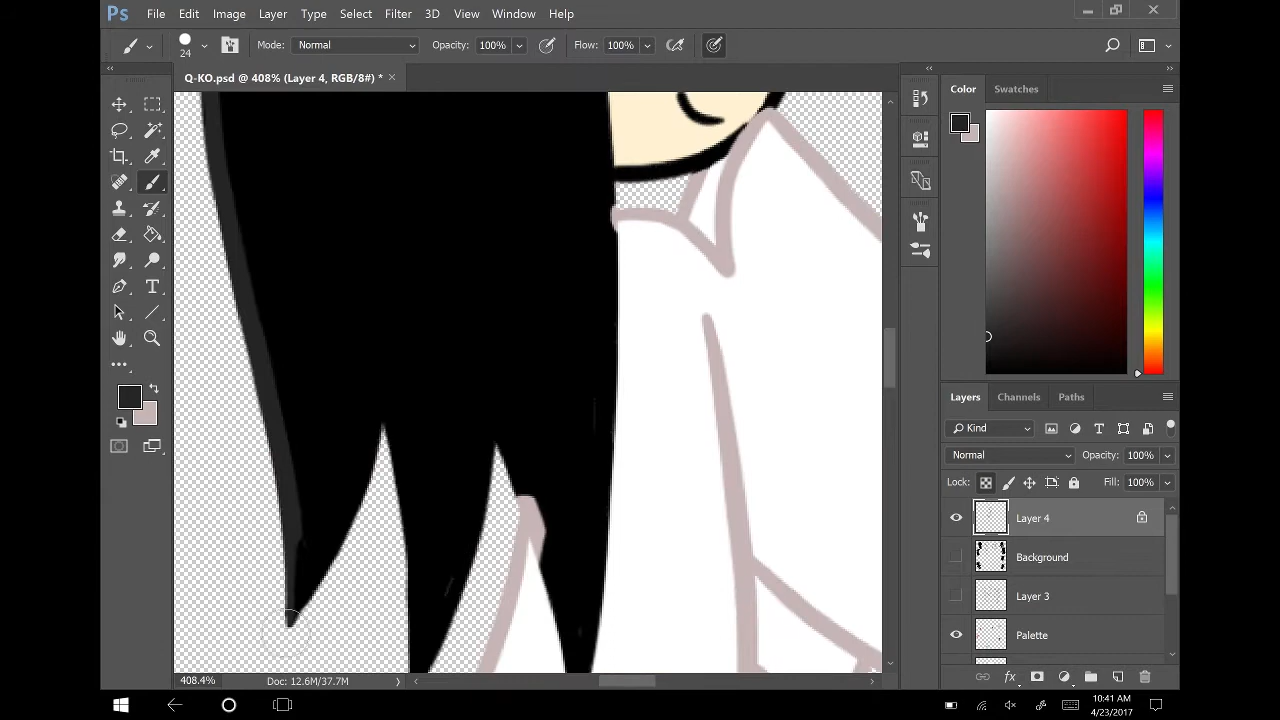 Ps File Edit Image Layer Type Select Filter 3D View Window Help
24 Mode: Normal Opacity: 100% Flow: 100%
Q-KO.psd @ 408% (Layer 4, RGB/8#) *
Color Swatches
Layers Channels Paths
Kind
Normal Opacity: 100%
Lock: Fill: 100%
Layer 4
Background
Layer 3
Palette
408.4% Doc: 12.6M/37.7M
10:41 AM
4/23/2017